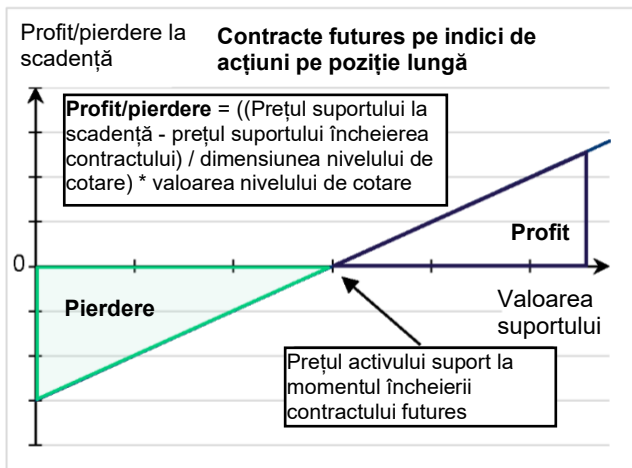 Profit/pierdere la
scadență
Contracte futures pe indici de
acțiuni pe poziție lungă
Profit/pierdere = ((Prețul suportului la
scadență - prețul suportului încheierea
contractului) / dimensiunea nivelului de
cotare) * valoarea nivelului de cotare
Profit
0
Pierdere
Valoarea
suportului
Prețul activului suport la
momentul încheierii
contractului futures